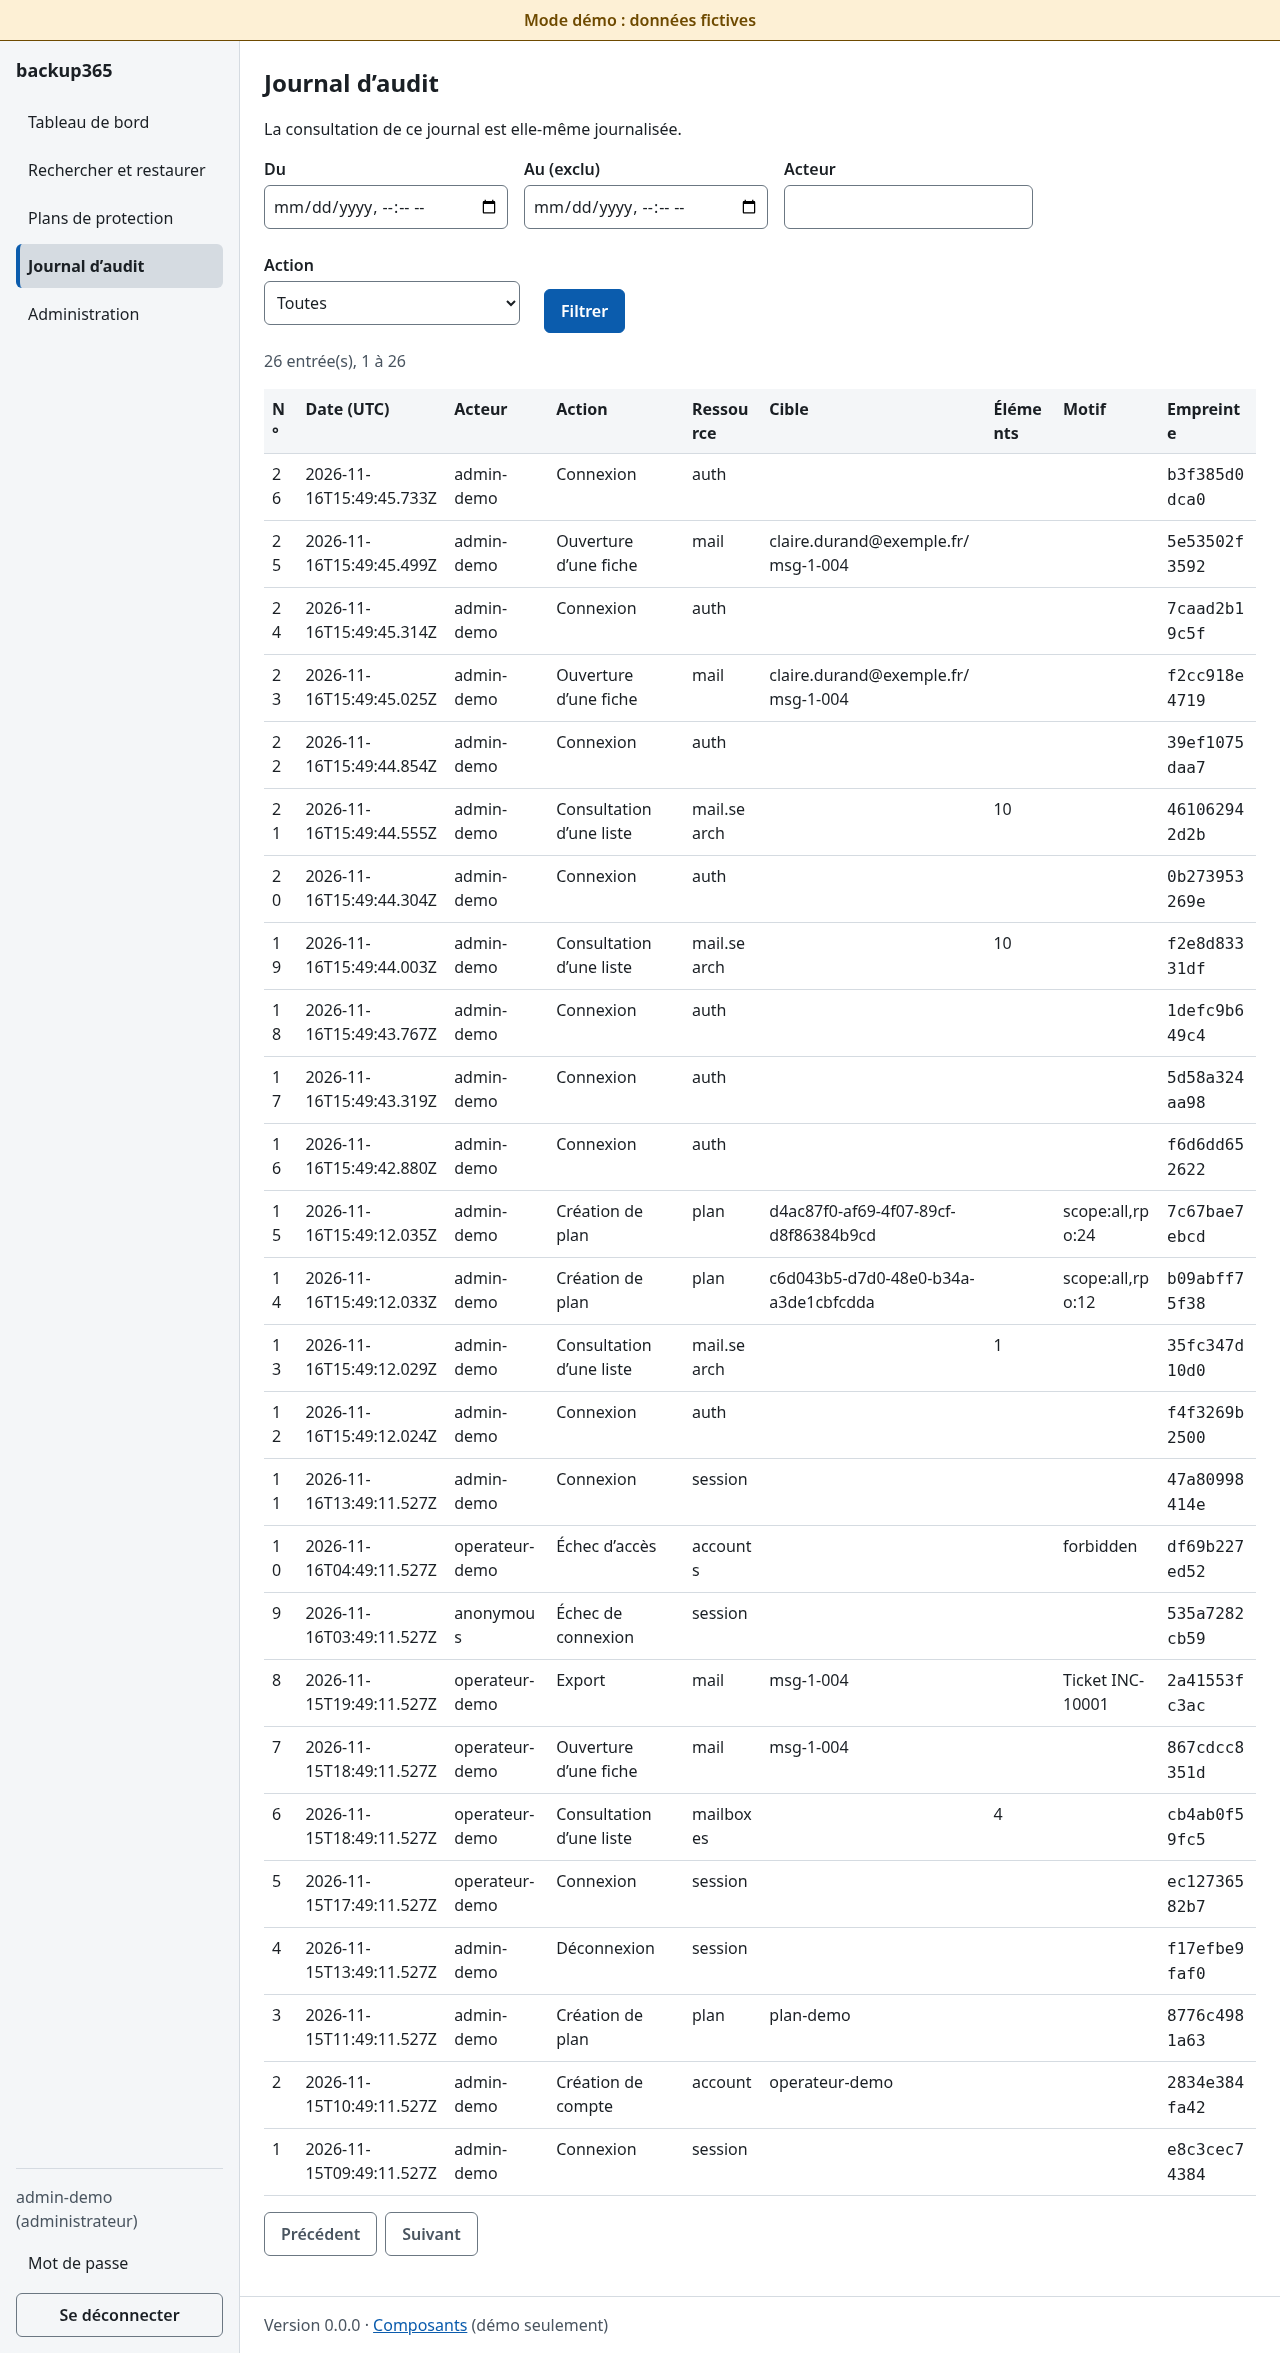 Mode démo : données fictives
backup365
Tableau de bord
Rechercher et restaurer
Plans de protection
Journal d’audit
Administration
admin-demo
(administrateur)
Mot de passe
Se déconnecter
Journal d’audit
La consultation de ce journal est elle-même journalisée.
Du
Au (exclu)
Acteur
mm/dd/yyyy, --:-- --
mm/dd/yyyy, --:-- --
Action
Toutes
Filtrer
26 entrée(s), 1 à 26
N° Date (UTC) Acteur Action Ressource Cible Éléments Motif Empreinte
26 2026-11-16T15:49:45.733Z admin-demo Connexion auth b3f385d0dca0
25 2026-11-16T15:49:45.499Z admin-demo Ouverture d’une fiche mail claire.durand@exemple.fr/msg-1-004 5e53502f3592
24 2026-11-16T15:49:45.314Z admin-demo Connexion auth 7caad2b19c5f
23 2026-11-16T15:49:45.025Z admin-demo Ouverture d’une fiche mail claire.durand@exemple.fr/msg-1-004 f2cc918e4719
22 2026-11-16T15:49:44.854Z admin-demo Connexion auth 39ef1075daa7
21 2026-11-16T15:49:44.555Z admin-demo Consultation d’une liste mail.search 10 461062942d2b
20 2026-11-16T15:49:44.304Z admin-demo Connexion auth 0b273953269e
19 2026-11-16T15:49:44.003Z admin-demo Consultation d’une liste mail.search 10 f2e8d83331df
18 2026-11-16T15:49:43.767Z admin-demo Connexion auth 1defc9b649c4
17 2026-11-16T15:49:43.319Z admin-demo Connexion auth 5d58a324aa98
16 2026-11-16T15:49:42.880Z admin-demo Connexion auth f6d6dd652622
15 2026-11-16T15:49:12.035Z admin-demo Création de plan plan d4ac87f0-af69-4f07-89cf-d8f86384b9cd scope:all,rpo:24 7c67bae7ebcd
14 2026-11-16T15:49:12.033Z admin-demo Création de plan plan c6d043b5-d7d0-48e0-b34a-a3de1cbfcdda scope:all,rpo:12 b09abff75f38
13 2026-11-16T15:49:12.029Z admin-demo Consultation d’une liste mail.search 1 35fc347d10d0
12 2026-11-16T15:49:12.024Z admin-demo Connexion auth f4f3269b2500
11 2026-11-16T13:49:11.527Z admin-demo Connexion session 47a80998414e
10 2026-11-16T04:49:11.527Z operateur-demo Échec d’accès accounts forbidden df69b227ed52
9 2026-11-16T03:49:11.527Z anonymous Échec de connexion session 535a7282cb59
8 2026-11-15T19:49:11.527Z operateur-demo Export mail msg-1-004 Ticket INC-10001 2a41553fc3ac
7 2026-11-15T18:49:11.527Z operateur-demo Ouverture d’une fiche mail msg-1-004 867cdcc8351d
6 2026-11-15T18:49:11.527Z operateur-demo Consultation d’une liste mailboxes 4 cb4ab0f59fc5
5 2026-11-15T17:49:11.527Z operateur-demo Connexion session ec12736582b7
4 2026-11-15T13:49:11.527Z admin-demo Déconnexion session f17efbe9faf0
3 2026-11-15T11:49:11.527Z admin-demo Création de plan plan plan-demo 8776c4981a63
2 2026-11-15T10:49:11.527Z admin-demo Création de compte account operateur-demo 2834e384fa42
1 2026-11-15T09:49:11.527Z admin-demo Connexion session e8c3cec74384
Précédent
Suivant
Version 0.0.0 · Composants (démo seulement)